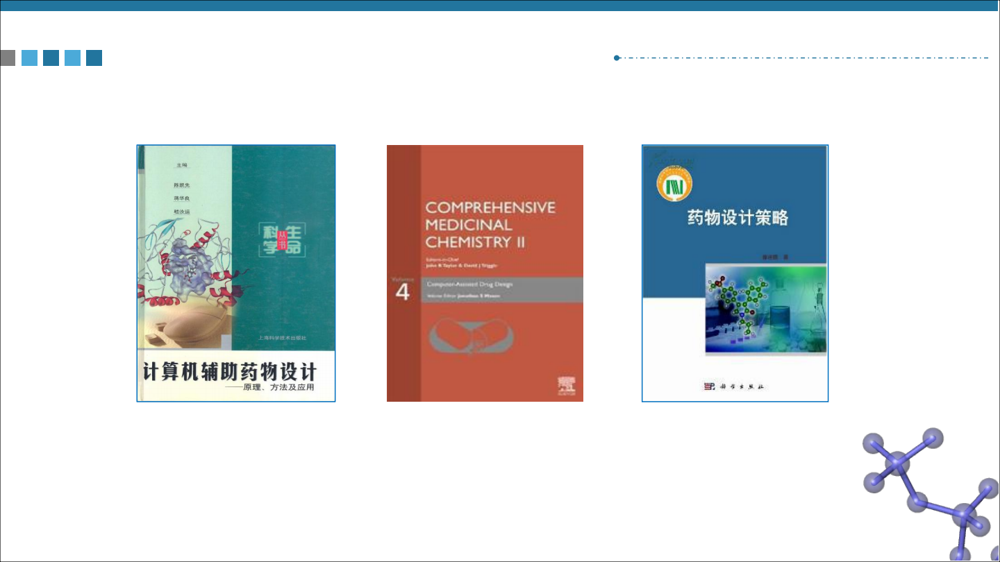 主编
陈凯先
蒋华良
嵇汝运
科生
丛书
学命
上海科学技术出版社
计算机辅助药物设计
——原理、方法及应用
COMPREHENSIVE
MEDICINAL
CHEMISTRY II
Editors-in-Chief
John B Taylor & David J Triggle
Volume
4
Computer-Assisted Drug Design
Volume Editor Jonathan S Mason
ELSEVIER
药物设计策略
著
科学出版社